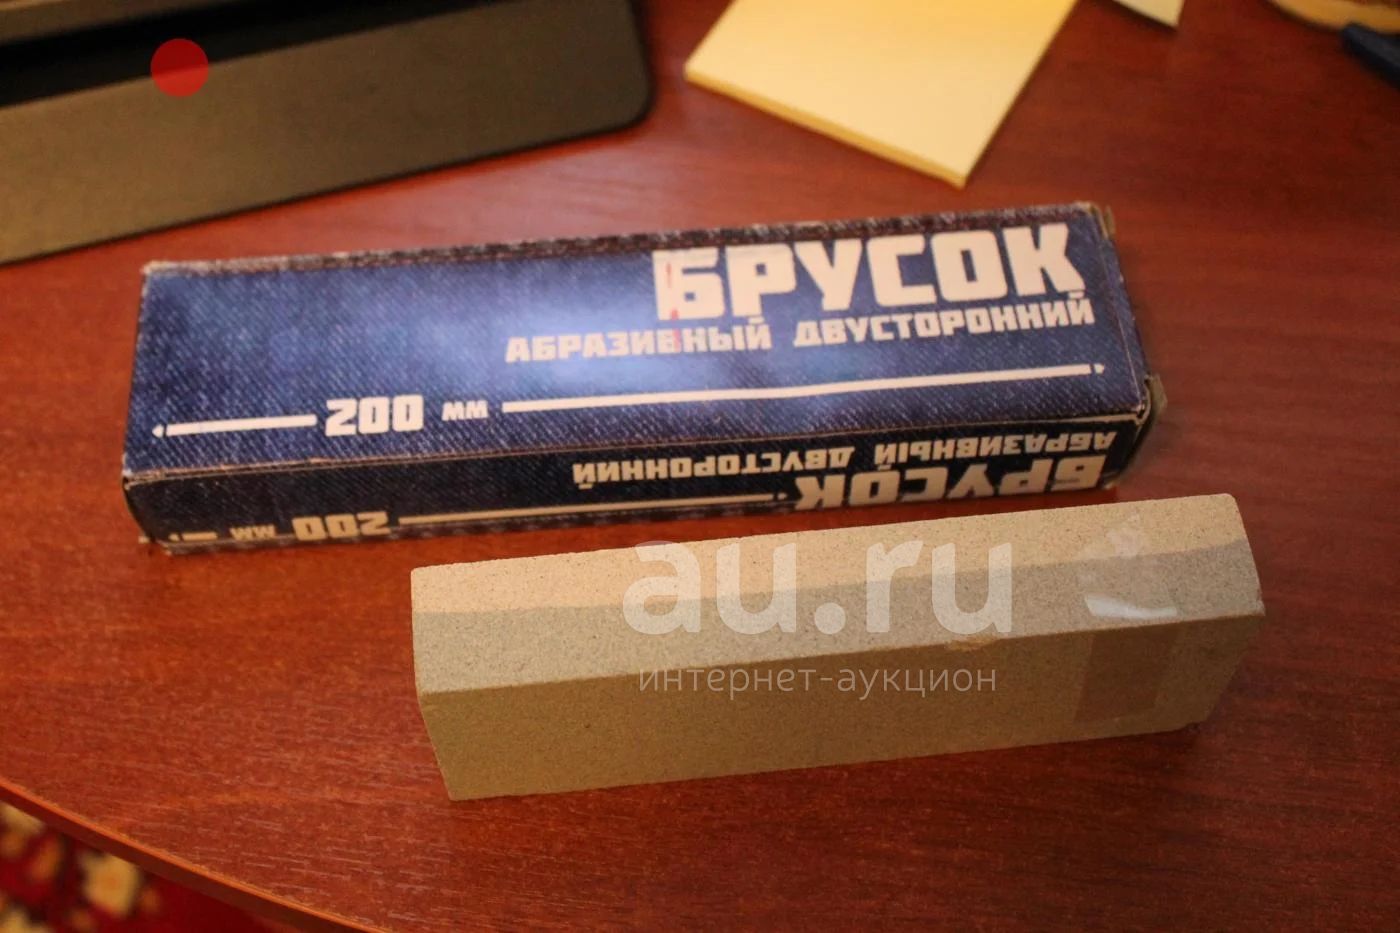 БРУСОК
АБРАЗИВНЫЙ ДВУСТОРОННИЙ
200 мм
БРУСОК
АБРАЗИВНЫЙ ДВУСТОРОННИЙ
200 мм
au.ru
интернет-аукцион